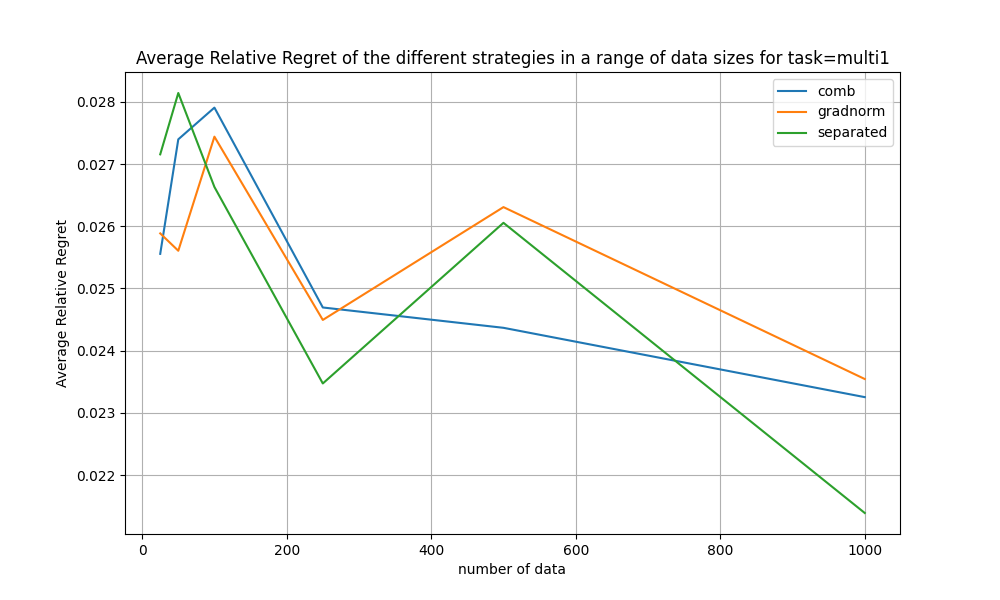 Average Relative Regret of the different strategies in a range of data sizes for task=multi1
comb
gradnorm
separated
0.028
0.027
0.026
0.025
0.024
0.023
0.022
Average Relative Regret
0 200 400 600 800 1000
number of data